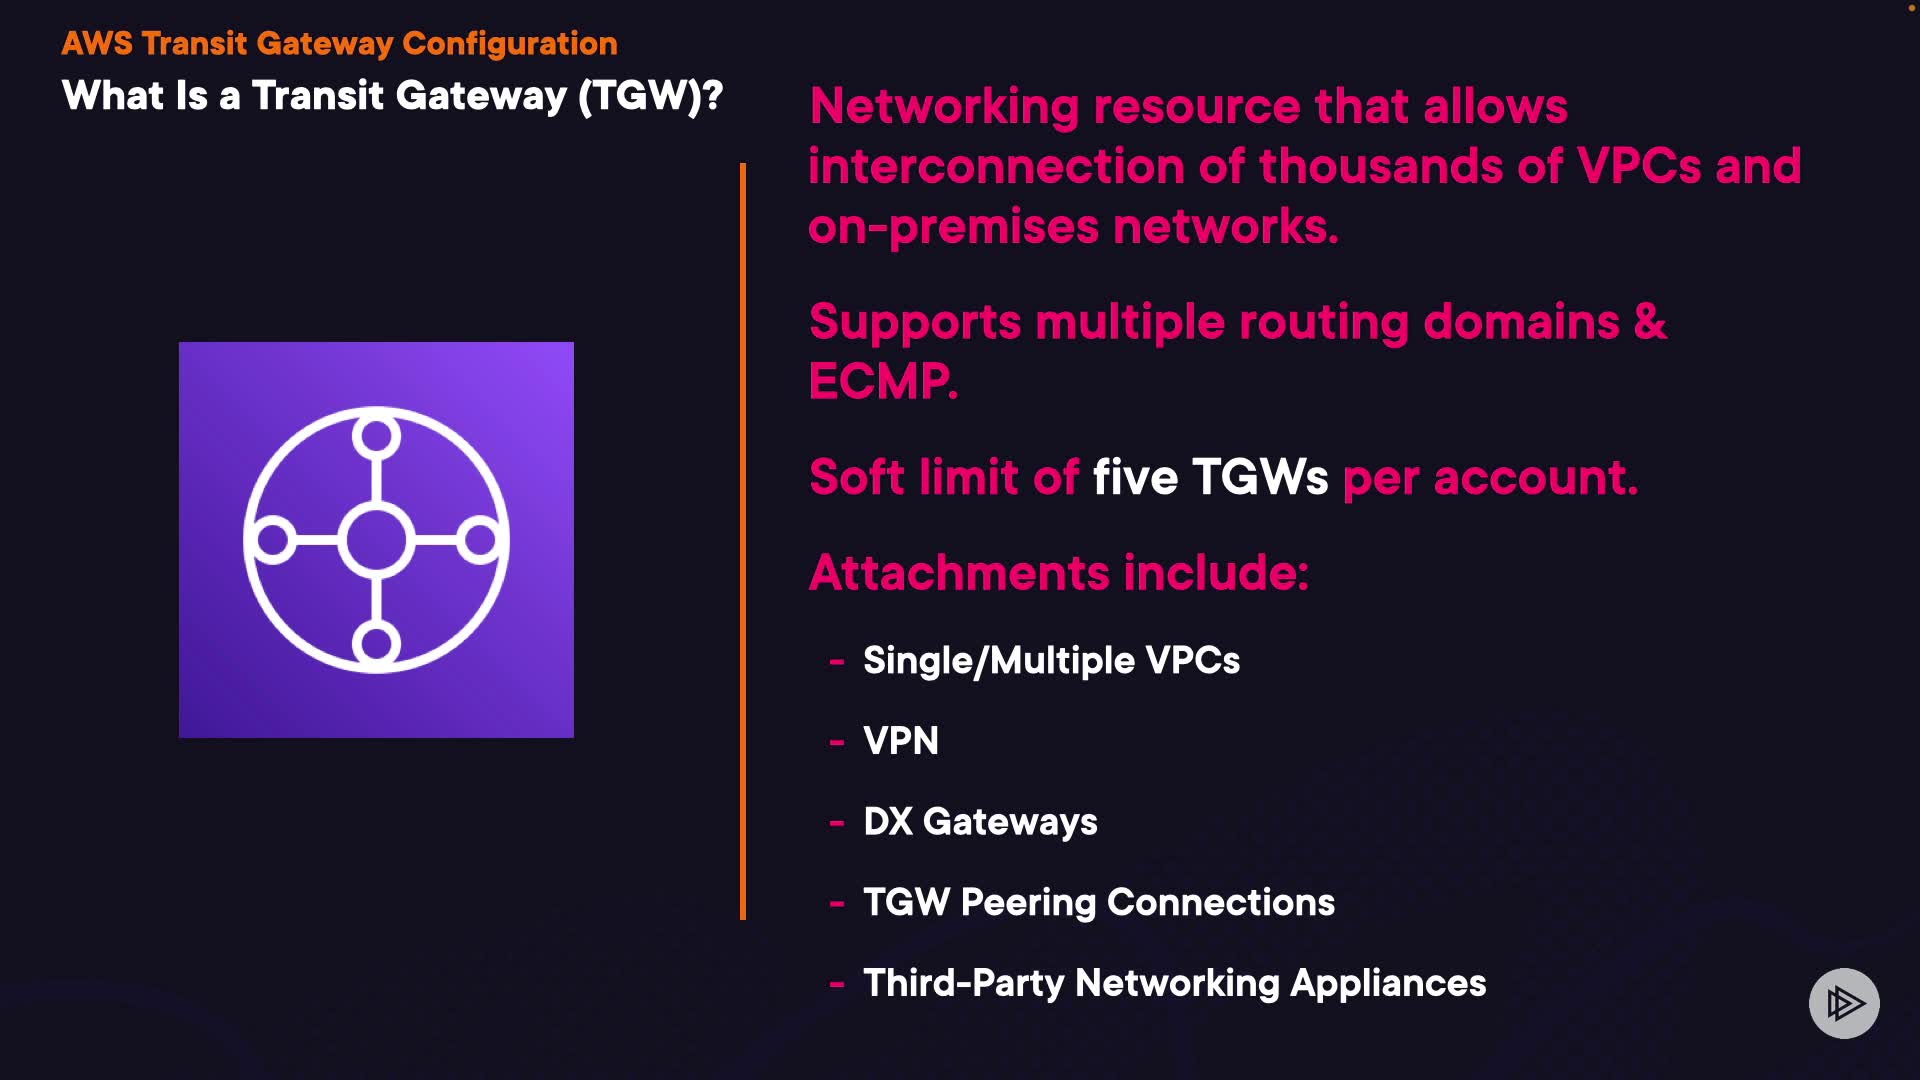 AWS Transit Gateway Configuration
What Is a Transit Gateway (TGW)?
Networking resource that allows
interconnection of thousands of VPCs and
on-premises networks.
Supports multiple routing domains &
ECMP.
Soft limit of five TGWs per account.
Attachments include:
- Single/Multiple VPCs
- VPN
- DX Gateways
- TGW Peering Connections
- Third-Party Networking Appliances